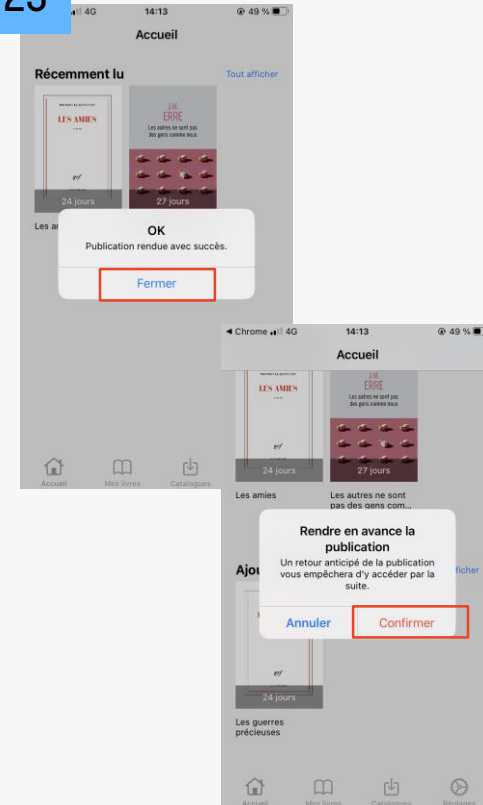 25
4G 14:13 49 %
Accueil
Récemment lu Tout afficher
LES AMIES
nrf
24 jours
J.M.
ERRE
Les autres ne sont pas
des gens comme nous
27 jours
Les
OK
Publication rendue avec succès.
Fermer
Accueil Mes livres Catalogues
Chrome 4G 14:13 49 %
Accueil
LES AMIES
nrf
24 jours
J.M.
ERRE
Les autres ne sont pas
des gens comme nous
27 jours
Les amies
Les autres ne sont
pas des gens com...
Rendre en avance la
publication
Un retour anticipé de la publication
vous empêchera d'y accéder par la
suite.
Annuler Confirmer
nrf
24 jours
Les guerres
précieuses
Accueil Mes livres Catalogues Réglages